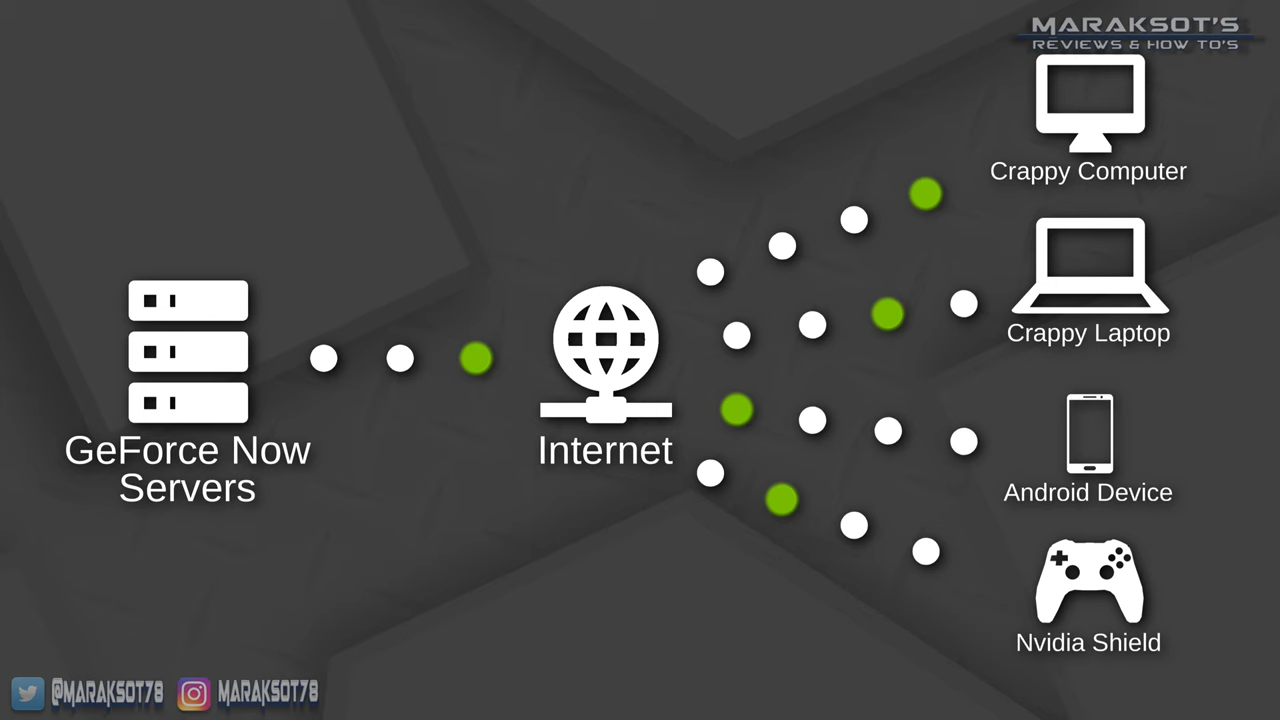 MARAKSOT'S
REVIEWS & HOW TO'S
Crappy Computer
Crappy Laptop
GeForce Now
Servers
Internet
Android Device
Nvidia Shield
@MARAKSOT78
MARAKSOT78